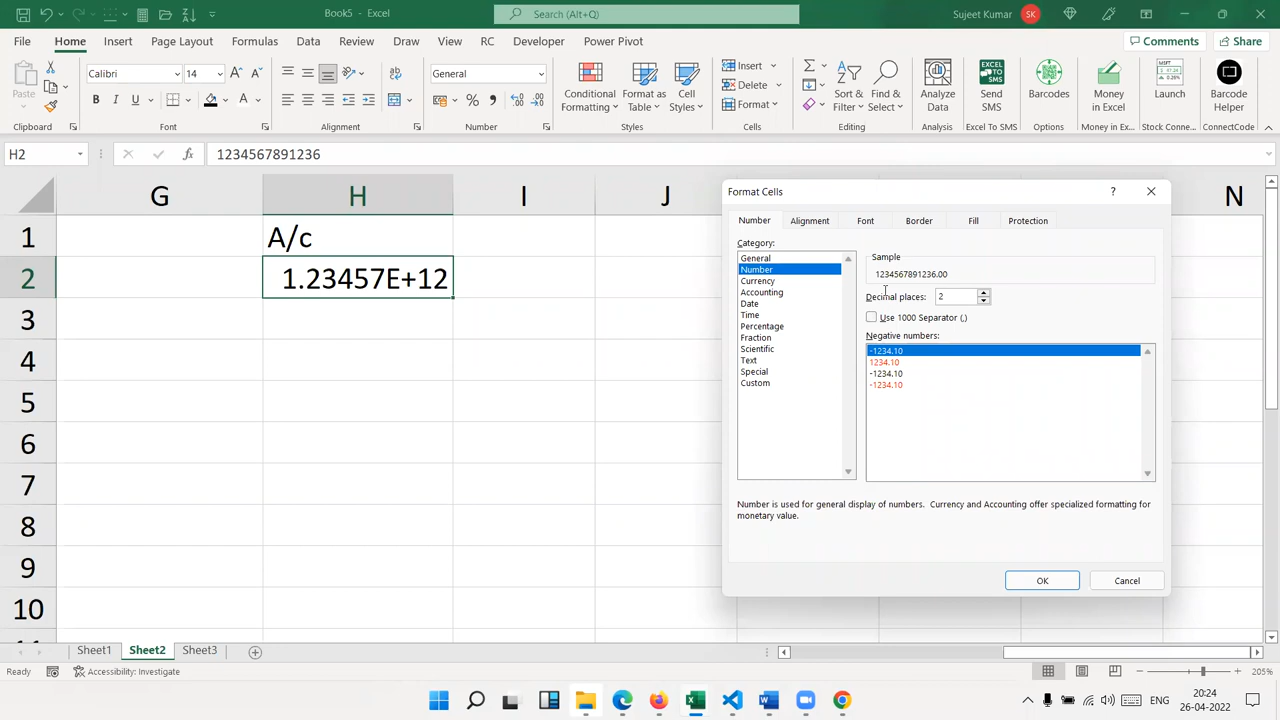 Book5 - Excel
Search (Alt+Q)
Sujeet Kumar
SK
File Home Insert Page Layout Formulas Data Review Draw View RC Developer Power Pivot
Comments
Share
Paste
Clipboard
Calibri
14
B I U
Font
Alignment
General
Number
Conditional Formatting
Format as Table
Cell Styles
Styles
Insert
Delete
Format
Cells
Sort & Filter
Find & Select
Editing
Analyze Data
Analysis
Send SMS
Excel To SMS
Barcodes
Options
Money in Excel
Money in Ex...
Launch
Stock Conne...
Barcode Helper
ConnectCode
H2
fx
1234567891236
G H I J N
1 A/c
2 1.23457E+12
3
4
5
6
7
8
9
10
Format Cells
Number Alignment Font Border Fill Protection
Category:
General
Number
Currency
Accounting
Date
Time
Percentage
Fraction
Scientific
Text
Special
Custom
Sample
1234567891236.00
Decimal places: 2
Use 1000 Separator (,)
Negative numbers:
-1234.10
1234.10
-1234.10
-1234.10
Number is used for general display of numbers. Currency and Accounting offer specialized formatting for
monetary value.
OK
Cancel
Sheet1 Sheet2 Sheet3
Ready
Accessibility: Investigate
205%
ENG
20:24
26-04-2022